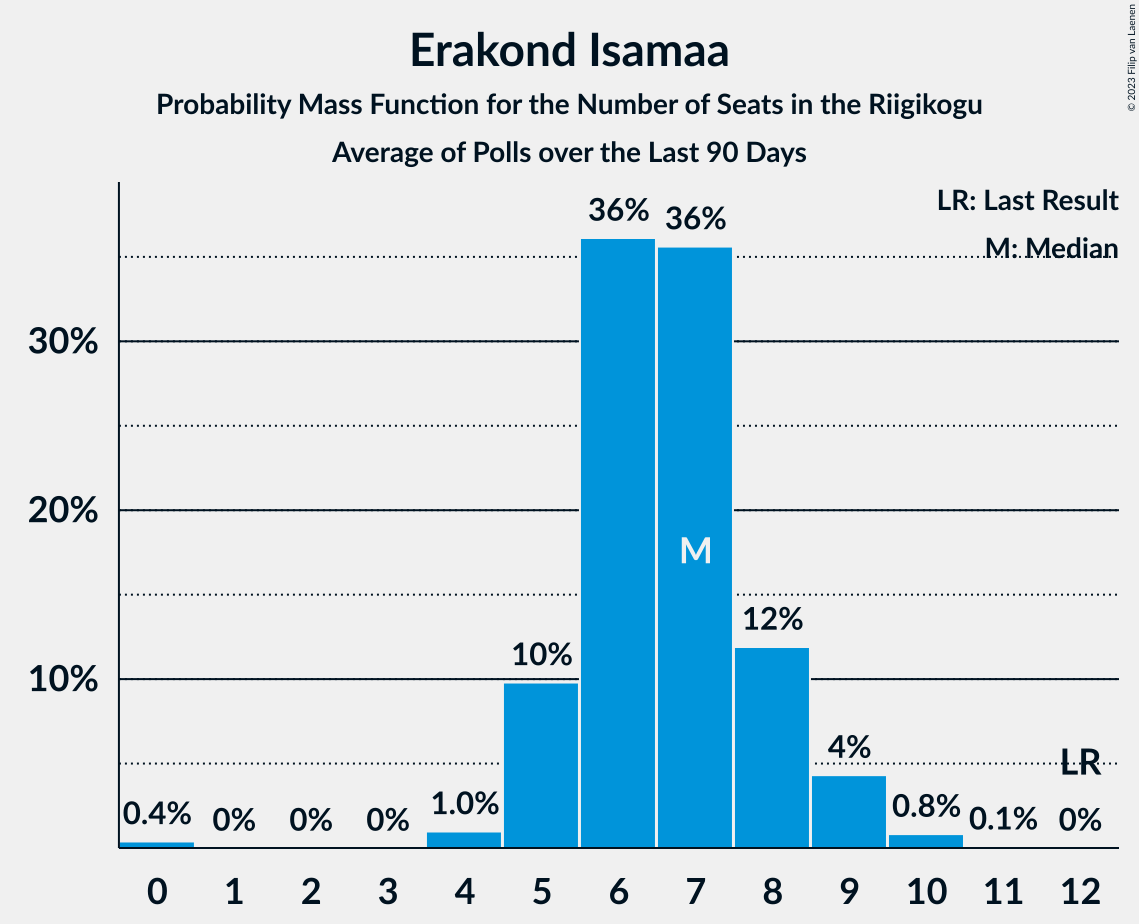 Erakond Isamaa
Probability Mass Function for the Number of Seats in the Riigikogu
Average of Polls over the Last 90 Days
© 2023 Filip van Laenen
LR: Last Result
M: Median
36% 36%
30%
20%
M
12%
10%
10%
4%
LR
0.4% 0% 0% 0% 1.0% 0.8% 0.1% 0%
0 1 2 3 4 5 6 7 8 9 10 11 12